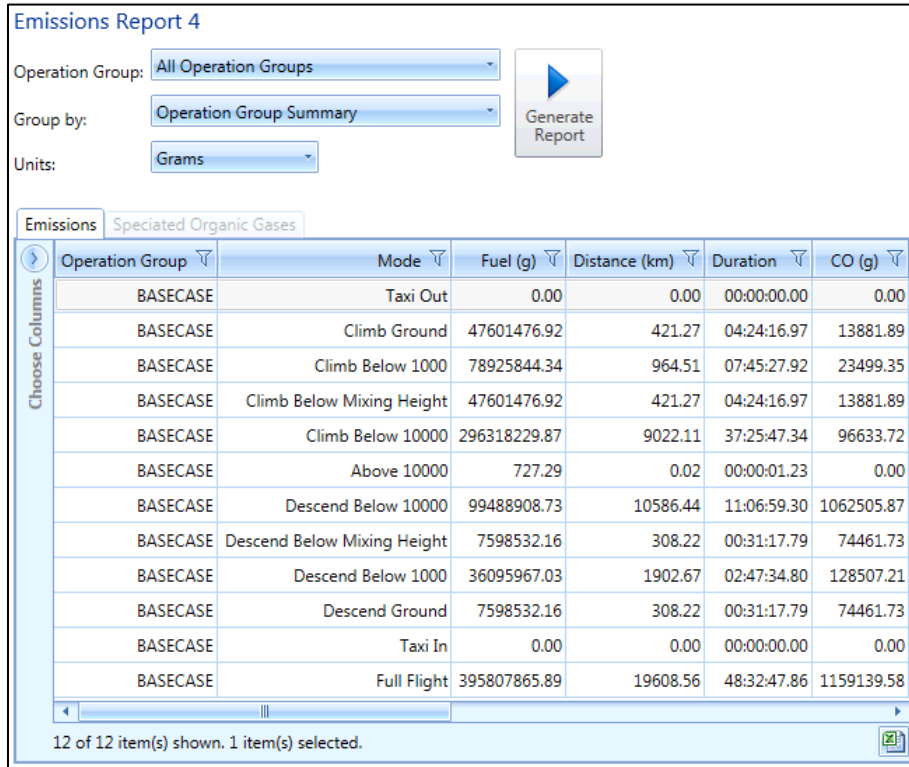 Emissions Report 4
Operation Group: All Operation Groups
Group by: Operation Group Summary
Units: Grams
Generate
Report
Emissions Speciated Organic Gases
Choose Columns
Operation Group Mode Fuel (g) Distance (km) Duration CO (g)
BASECASE Taxi Out 0.00 0.00 00:00:00.00 0.00
BASECASE Climb Ground 47601476.92 421.27 04:24:16.97 13881.89
BASECASE Climb Below 1000 78925844.34 964.51 07:45:27.92 23499.35
BASECASE Climb Below Mixing Height 47601476.92 421.27 04:24:16.97 13881.89
BASECASE Climb Below 10000 296318229.87 9022.11 37:25:47.34 96633.72
BASECASE Above 10000 727.29 0.02 00:00:01.23 0.00
BASECASE Descend Below 10000 99488908.73 10586.44 11:06:59.30 1062505.87
BASECASE Descend Below Mixing Height 7598532.16 308.22 00:31:17.79 74461.73
BASECASE Descend Below 1000 36095967.03 1902.67 02:47:34.80 128507.21
BASECASE Descend Ground 7598532.16 308.22 00:31:17.79 74461.73
BASECASE Taxi In 0.00 0.00 00:00:00.00 0.00
BASECASE Full Flight 395807865.89 19608.56 48:32:47.86 1159139.58
12 of 12 item(s) shown. 1 item(s) selected.